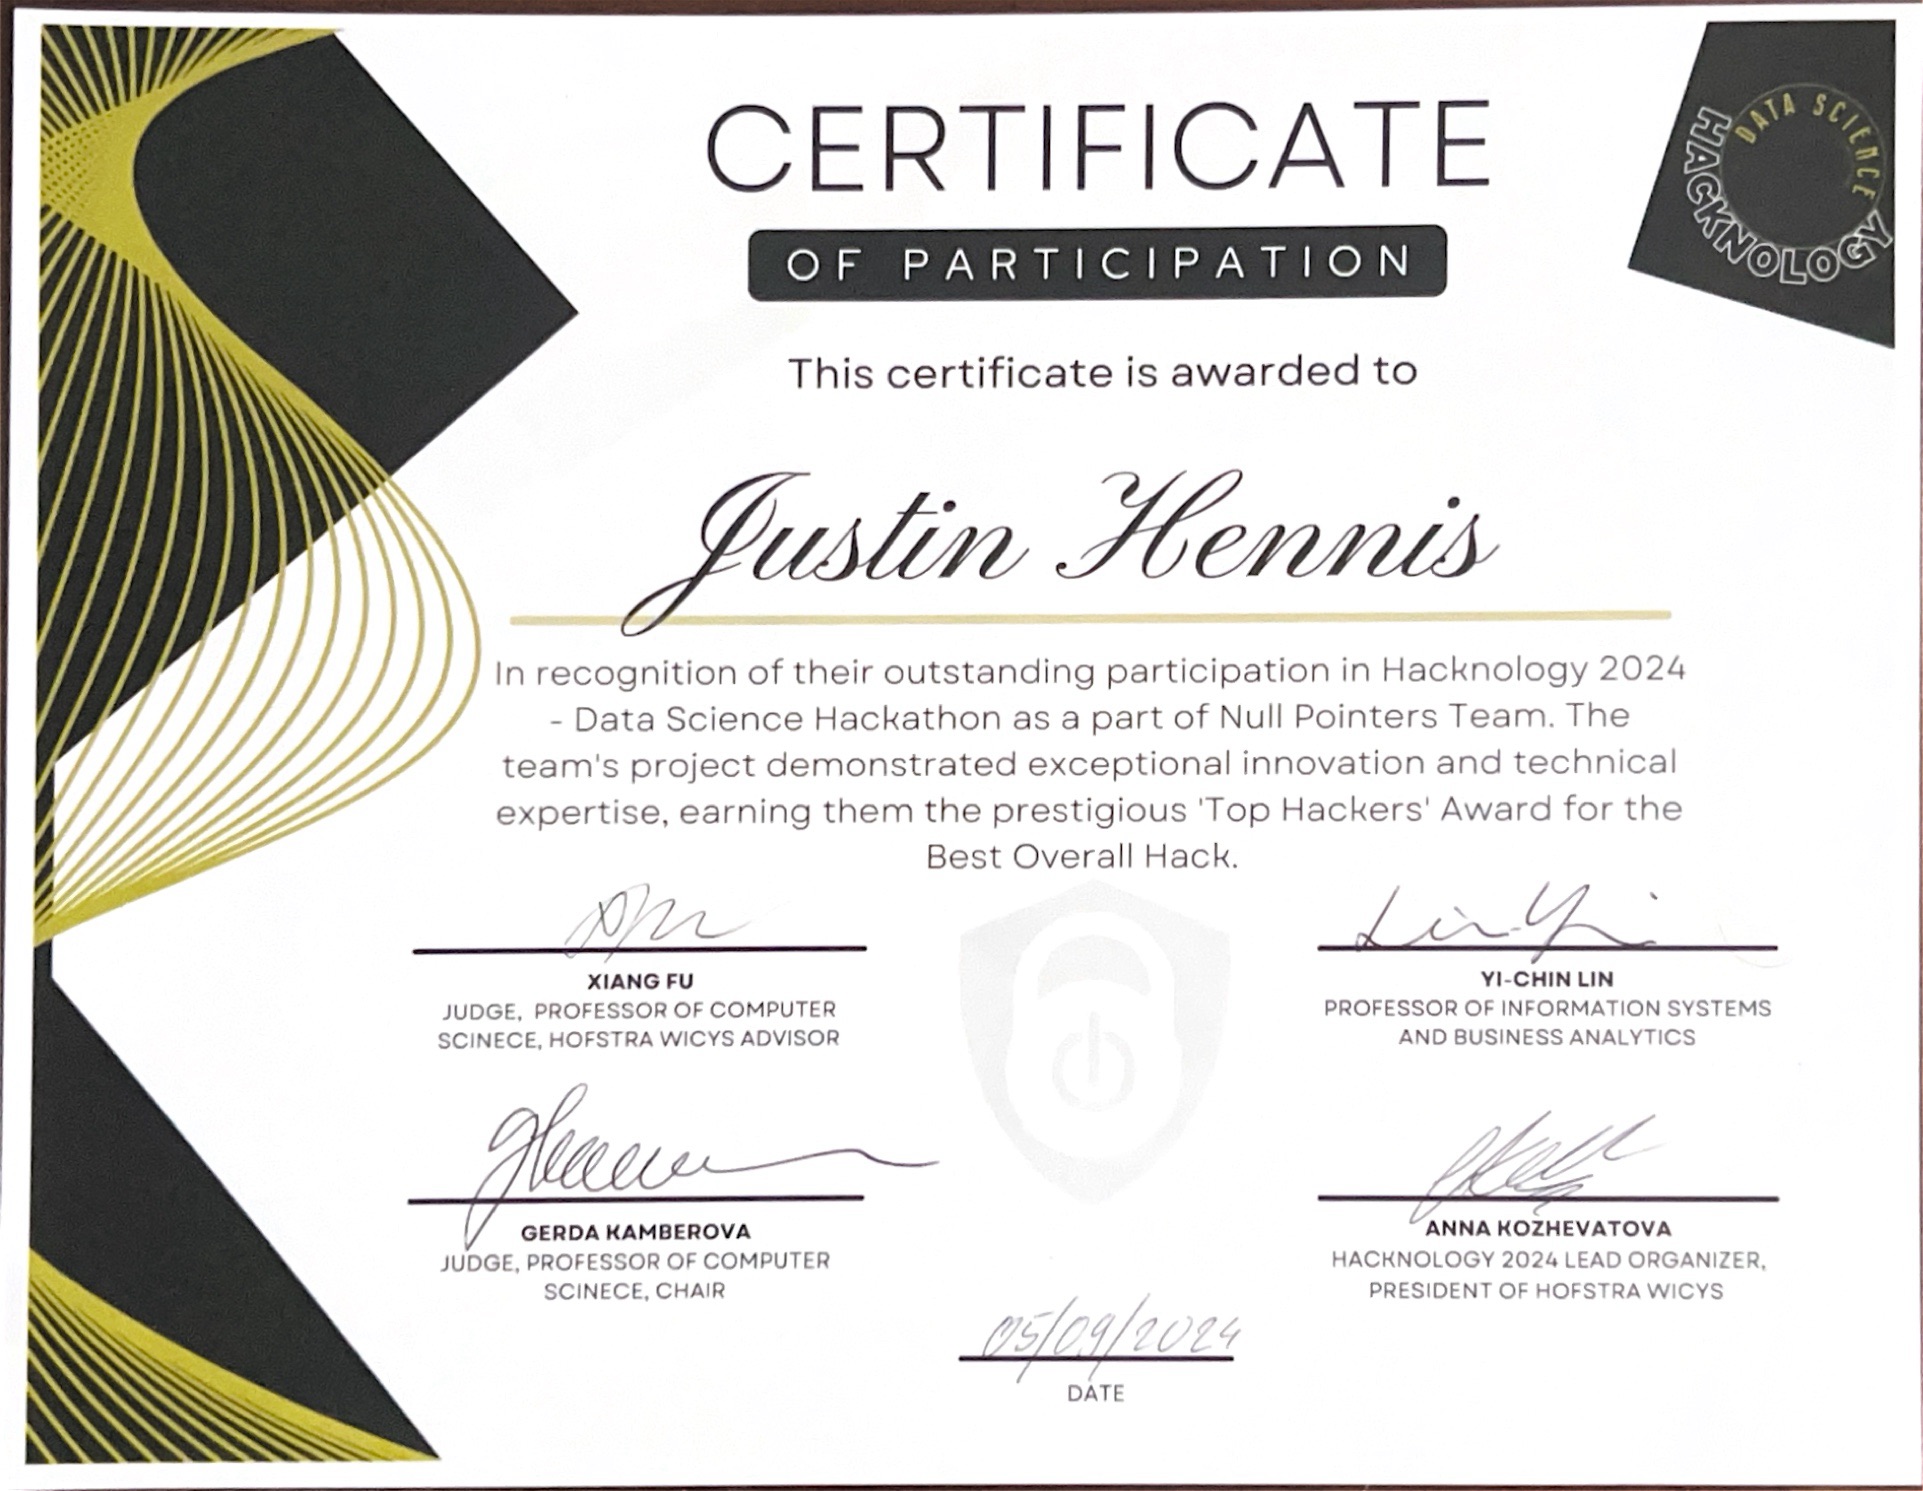 CERTIFICATE
OF PARTICIPATION
DATA SCIENCE
HACKNOLOGY
This certificate is awarded to
Justin Hennis
In recognition of their outstanding participation in Hacknology 2024
- Data Science Hackathon as a part of Null Pointers Team. The
team's project demonstrated exceptional innovation and technical
expertise, earning them the prestigious 'Top Hackers' Award for the
Best Overall Hack.
XIANG FU
JUDGE, PROFESSOR OF COMPUTER
SCINECE, HOFSTRA WICYS ADVISOR
YI-CHIN LIN
PROFESSOR OF INFORMATION SYSTEMS
AND BUSINESS ANALYTICS
GERDA KAMBEROVA
JUDGE, PROFESSOR OF COMPUTER
SCINECE, CHAIR
ANNA KOZHEVATOVA
HACKNOLOGY 2024 LEAD ORGANIZER,
PRESIDENT OF HOFSTRA WICYS
05/09/2024
DATE